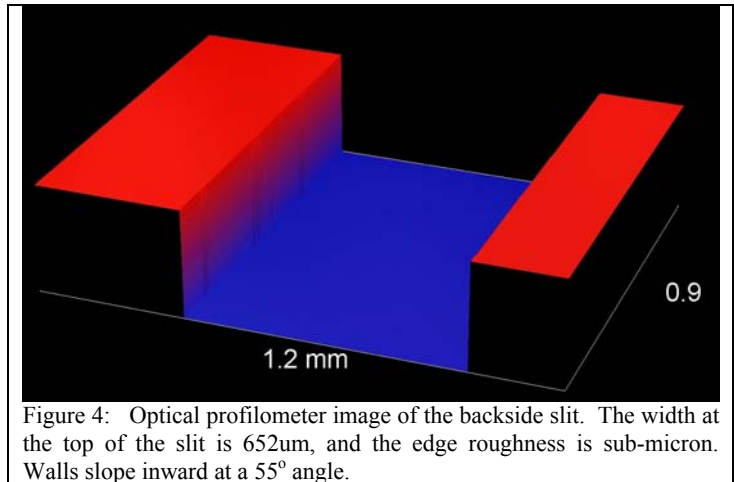 0.9
1.2 mm
Figure 4: Optical profilometer image of the backside slit. The width at
the top of the slit is 652um, and the edge roughness is sub-micron.
Walls slope inward at a 55° angle.